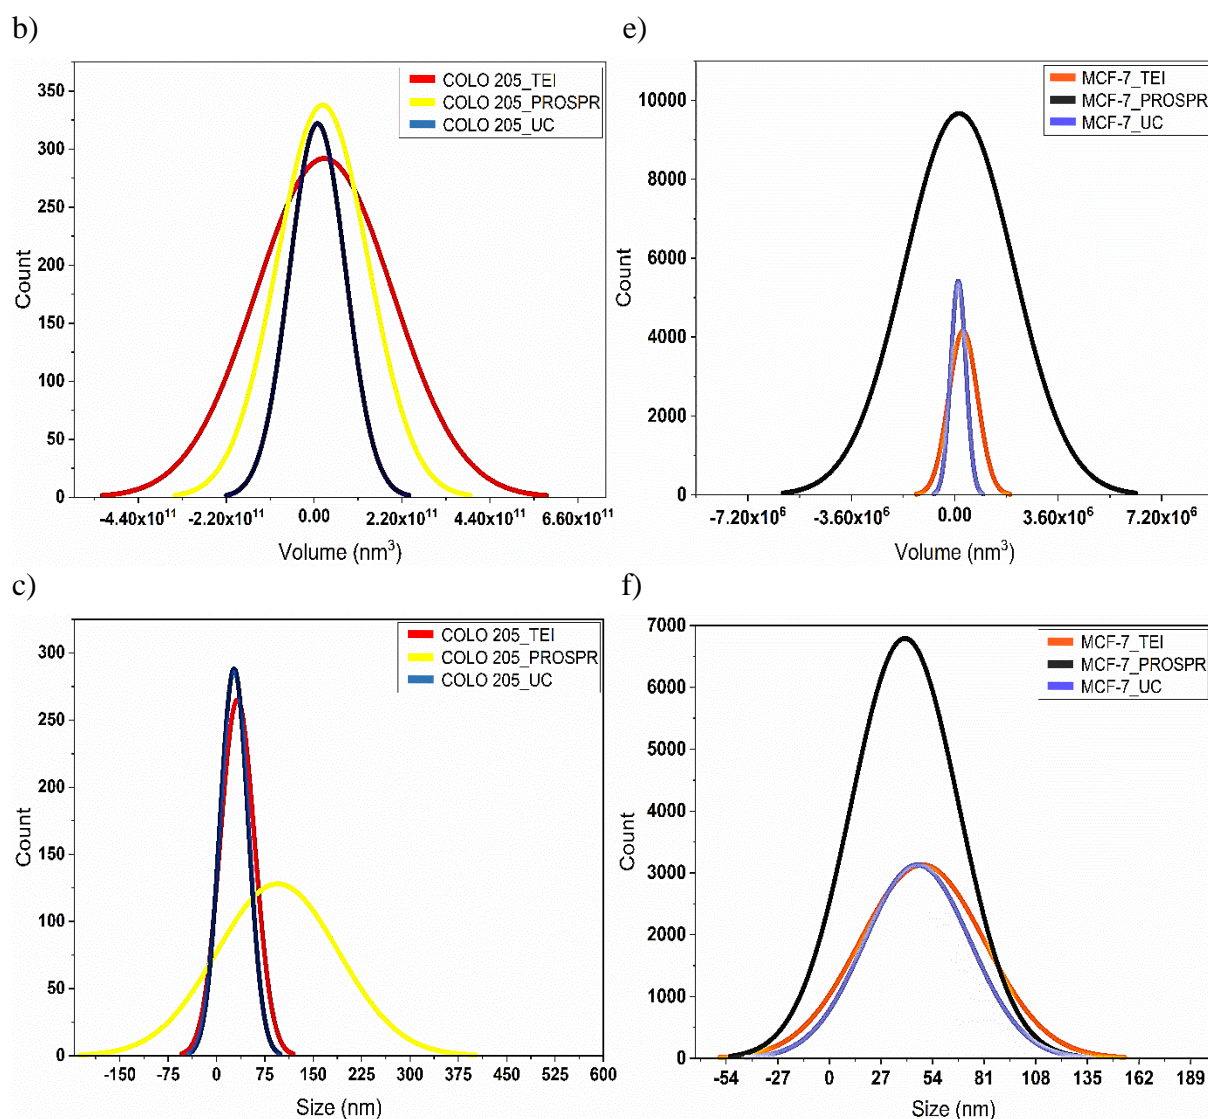 b)
COLO 205_TEI
COLO 205_PROSPR
COLO 205_UC
350
300
250
200
150
100
50
0
Count
-4.40x10¹¹ -2.20x10¹¹ 0.00 2.20x10¹¹ 4.40x10¹¹ 6.60x10¹¹
Volume (nm³)
e)
MCF-7_TEI
MCF-7_PROSPR
MCF-7_UC
10000
8000
6000
4000
2000
0
Count
-7.20x10⁶ -3.60x10⁶ 0.00 3.60x10⁶ 7.20x10⁶
Volume (nm³)
c)
COLO 205_TEI
COLO 205_PROSPR
COLO 205_UC
300
250
200
150
100
50
0
Count
-150 -75 0 75 150 225 300 375 450 525 600
Size (nm)
f)
MCF-7_TEI
MCF-7_PROSPR
MCF-7_UC
7000
6000
5000
4000
3000
2000
1000
0
Count
-54 -27 0 27 54 81 108 135 162 189
Size (nm)